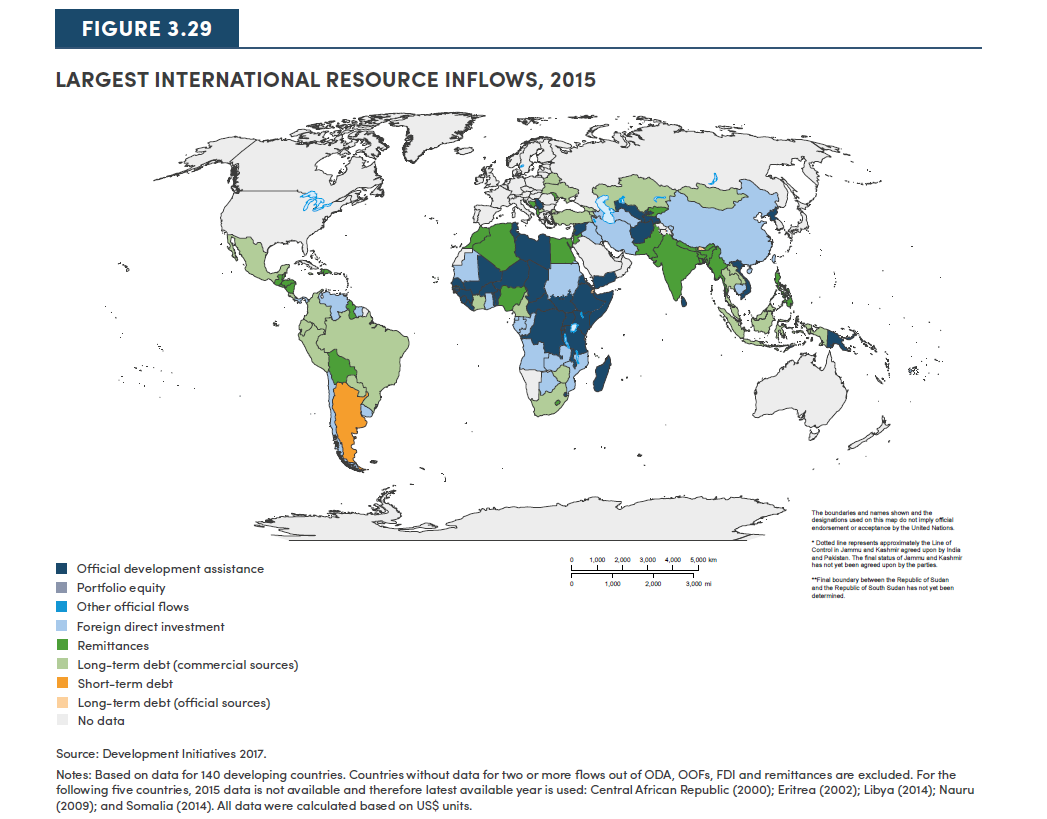 FIGURE 3.29
LARGEST INTERNATIONAL RESOURCE INFLOWS, 2015
The boundaries and names shown and the
designations used on this map do not imply official
endorsement or acceptance by the United Nations.
* Dotted line represents approximately the Line of
Control in Jammu and Kashmir agreed upon by India
and Pakistan. The final status of Jammu and Kashmir
has not yet been agreed upon by the parties.
**Final boundary between the Republic of Sudan
and the Republic of South Sudan has not yet been
determined.
0 1,000 2,000 3,000 4,000 5,000 km
0 1,000 2,000 3,000 mi
Official development assistance
Portfolio equity
Other official flows
Foreign direct investment
Remittances
Long-term debt (commercial sources)
Short-term debt
Long-term debt (official sources)
No data
Source: Development Initiatives 2017.
Notes: Based on data for 140 developing countries. Countries without data for two or more flows out of ODA, OOFs, FDI and remittances are excluded. For the
following five countries, 2015 data is not available and therefore latest available year is used: Central African Republic (2000); Eritrea (2002); Libya (2014); Nauru
(2009); and Somalia (2014). All data were calculated based on US$ units.